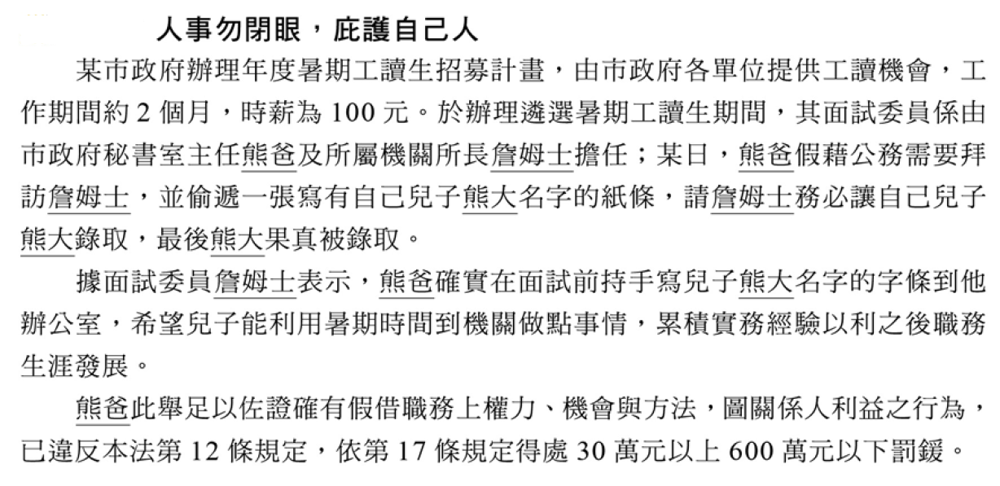 人事勿閉眼，庇護自己人
某市政府辦理年度暑期工讀生招募計畫，由市政府各單位提供工讀機會，工
作期間約 2 個月，時薪為 100 元。於辦理遴選暑期工讀生期間，其面試委員係由
市政府秘書室主任熊爸及所屬機關所長詹姆士擔任；某日，熊爸假藉公務需要拜
訪詹姆士，並偷遞一張寫有自己兒子熊大名字的紙條，請詹姆士務必讓自己兒子
熊大錄取，最後熊大果真被錄取。
據面試委員詹姆士表示，熊爸確實在面試前持手寫兒子熊大名字的字條到他
辦公室，希望兒子能利用暑期時間到機關做點事情，累積實務經驗以利之後職務
生涯發展。
熊爸此舉足以佐證確有假借職務上權力、機會與方法，圖關係人利益之行為，
已違反本法第 12 條規定，依第 17 條規定得處 30 萬元以上 600 萬元以下罰鍰。